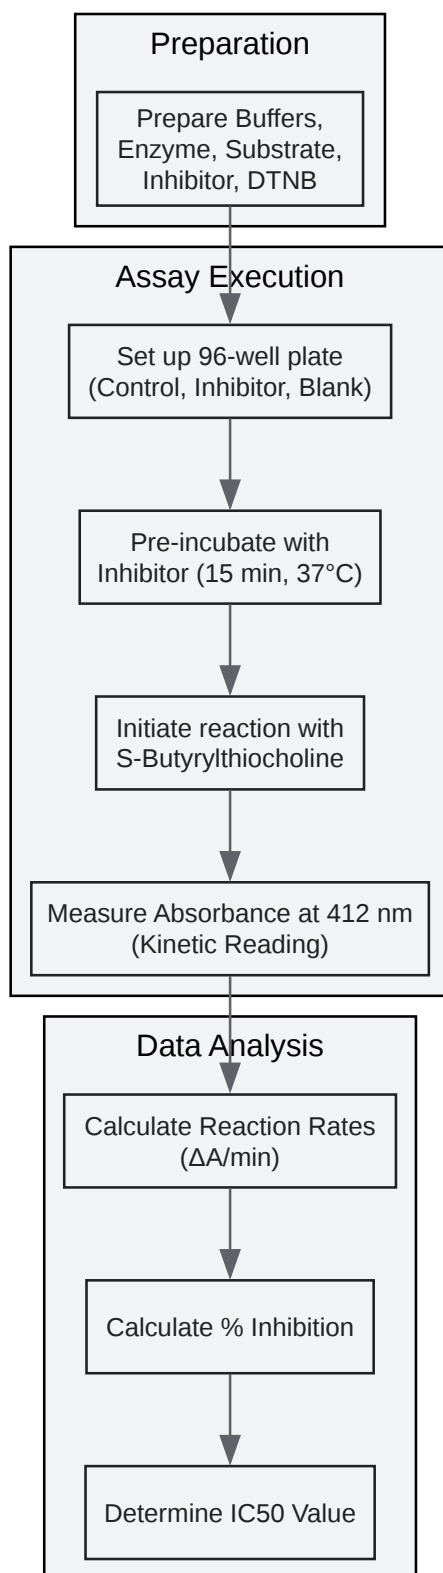 Preparation
Prepare Buffers,
Enzyme, Substrate,
Inhibitor, DTNB
Assay Execution
Set up 96-well plate
(Control, Inhibitor, Blank)
Pre-incubate with
Inhibitor (15 min, 37°C)
Initiate reaction with
S-Butyrylthiocholine
Measure Absorbance at 412 nm
(Kinetic Reading)
Data Analysis
Calculate Reaction Rates
(ΔA/min)
Calculate % Inhibition
Determine IC50 Value